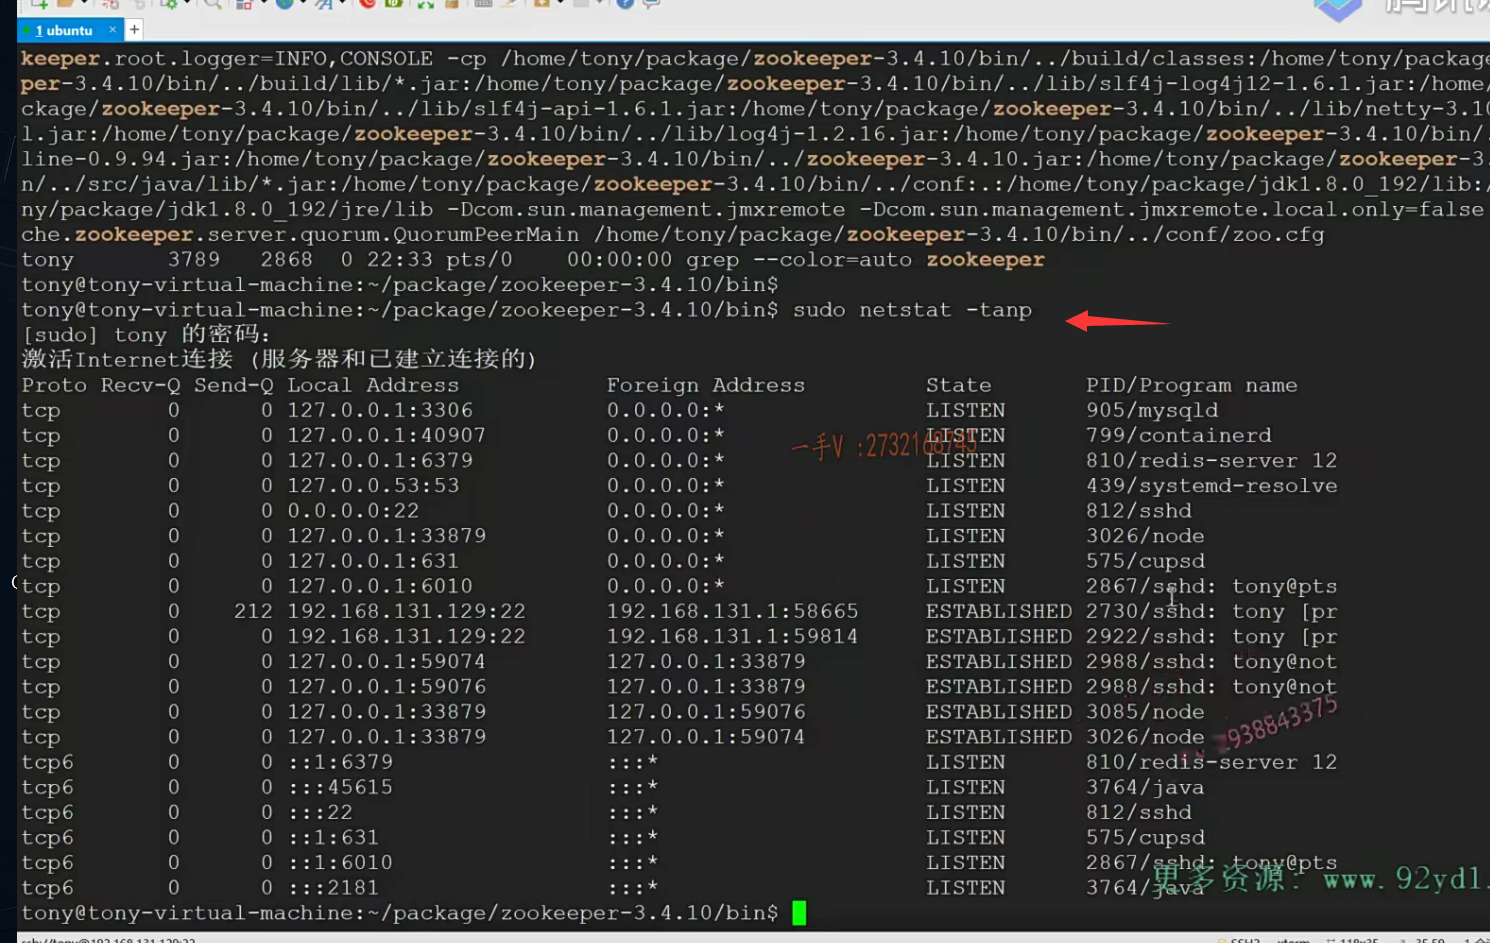 1 ubuntu × +
keeper.root.logger=INFO,CONSOLE -cp /home/tony/package/zookeeper-3.4.10/bin/../build/classes:/home/tony/package
per-3.4.10/bin/../build/lib/*.jar:/home/tony/package/zookeeper-3.4.10/bin/../lib/slf4j-log4j12-1.6.1.jar:/home/
ckage/zookeeper-3.4.10/bin/../lib/slf4j-api-1.6.1.jar:/home/tony/package/zookeeper-3.4.10/bin/../lib/netty-3.10
l.jar:/home/tony/package/zookeeper-3.4.10/bin/../lib/log4j-1.2.16.jar:/home/tony/package/zookeeper-3.4.10/bin/.
line-0.9.94.jar:/home/tony/package/zookeeper-3.4.10/bin/../zookeeper-3.4.10.jar:/home/tony/package/zookeeper-3.
n/../src/java/lib/*.jar:/home/tony/package/zookeeper-3.4.10/bin/../conf:.:/home/tony/package/jdk1.8.0_192/lib:/
ny/package/jdk1.8.0_192/jre/lib -Dcom.sun.management.jmxremote -Dcom.sun.management.jmxremote.local.only=false
che.zookeeper.server.quorum.QuorumPeerMain /home/tony/package/zookeeper-3.4.10/bin/../conf/zoo.cfg
tony 3789 2868 0 22:33 pts/0 00:00:00 grep --color=auto zookeeper
tony@tony-virtual-machine:~/package/zookeeper-3.4.10/bin$
tony@tony-virtual-machine:~/package/zookeeper-3.4.10/bin$ sudo netstat -tanp
[sudo] tony 的密码:
激活Internet连接 (服务器和已建立连接的)
Proto Recv-Q Send-Q Local Address Foreign Address State PID/Program name
tcp 0 0 127.0.0.1:3306 0.0.0.0:* LISTEN 905/mysqld
tcp 0 0 127.0.0.1:40907 0.0.0.0:* LISTEN 799/containerd
一手V :2732168745
tcp 0 0 127.0.0.1:6379 0.0.0.0:* LISTEN 810/redis-server 12
tcp 0 0 127.0.0.53:53 0.0.0.0:* LISTEN 439/systemd-resolve
tcp 0 0 0.0.0.0:22 0.0.0.0:* LISTEN 812/sshd
tcp 0 0 127.0.0.1:33879 0.0.0.0:* LISTEN 3026/node
tcp 0 0 127.0.0.1:631 0.0.0.0:* LISTEN 575/cupsd
tcp 0 0 127.0.0.1:6010 0.0.0.0:* LISTEN 2867/sshd: tony@pts
tcp 0 212 192.168.131.129:22 192.168.131.1:58665 ESTABLISHED 2730/sshd: tony [pr
tcp 0 0 192.168.131.129:22 192.168.131.1:59814 ESTABLISHED 2922/sshd: tony [pr
tcp 0 0 127.0.0.1:59074 127.0.0.1:33879 ESTABLISHED 2988/sshd: tony@not
tcp 0 0 127.0.0.1:59076 127.0.0.1:33879 ESTABLISHED 2988/sshd: tony@not
tcp 0 0 127.0.0.1:33879 127.0.0.1:59076 ESTABLISHED 3085/node
tcp 0 0 127.0.0.1:33879 127.0.0.1:59074 ESTABLISHED 3026/node
2938843375
tcp6 0 0 ::1:6379 :::* LISTEN 810/redis-server 12
tcp6 0 0 :::45615 :::* LISTEN 3764/java
tcp6 0 0 :::22 :::* LISTEN 812/sshd
tcp6 0 0 ::1:631 :::* LISTEN 575/cupsd
tcp6 0 0 ::1:6010 :::* LISTEN 2867/sshd: tony@pts
更多资源: www.92ydl.
tcp6 0 0 :::2181 :::* LISTEN 3764/java
tony@tony-virtual-machine:~/package/zookeeper-3.4.10/bin$